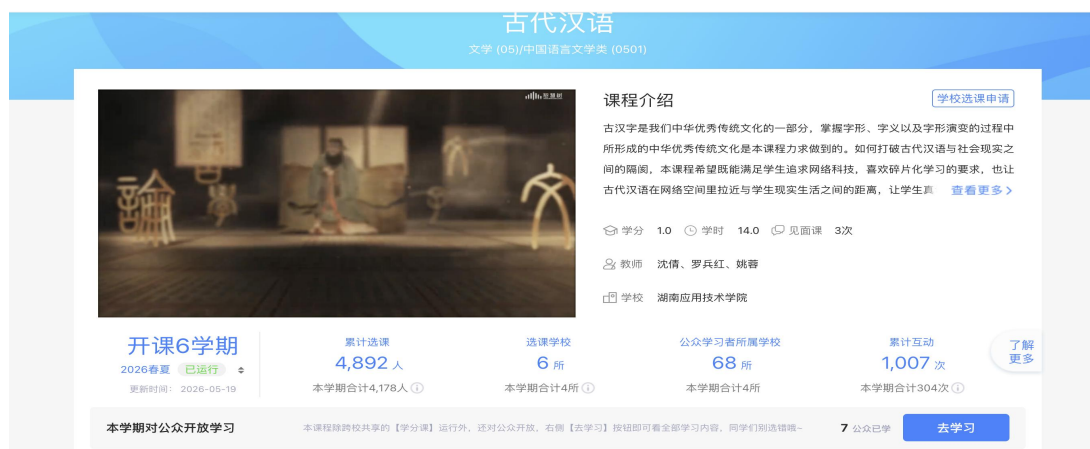 古代汉语
文学 (05)/中国语言文学类 (0501)
智慧树
课程介绍
学校选课申请
古汉字是我们中华优秀传统文化的一部分，掌握字形、字义以及字形演变的过程中
所形成的中华优秀传统文化是本课程力求做到的。如何打破古代汉语与社会现实之
间的隔阂，本课程希望既能满足学生追求网络科技，喜欢碎片化学习的要求，也让
古代汉语在网络空间里拉近与学生现实生活之间的距离，让学生真 查看更多>
学分 1.0 学时 14.0 见面课 3次
教师 沈倩、罗兵红、姚蓉
学校 湖南应用技术学院
开课6学期
2026春夏 已运行
更新时间： 2026-05-19
累计选课
4,892 人
本学期合计4,178人
选课学校
6 所
本学期合计4所
公众学习者所属学校
68 所
本学期合计4所
累计互动
1,007 次
本学期合计304次
了解
更多
本学期对公众开放学习
本课程除跨校共享的【学分课】运行外，还对公众开放，右侧【去学习】按钮即可看全部学习内容，同学们别选错哦~
7 公众已学
去学习